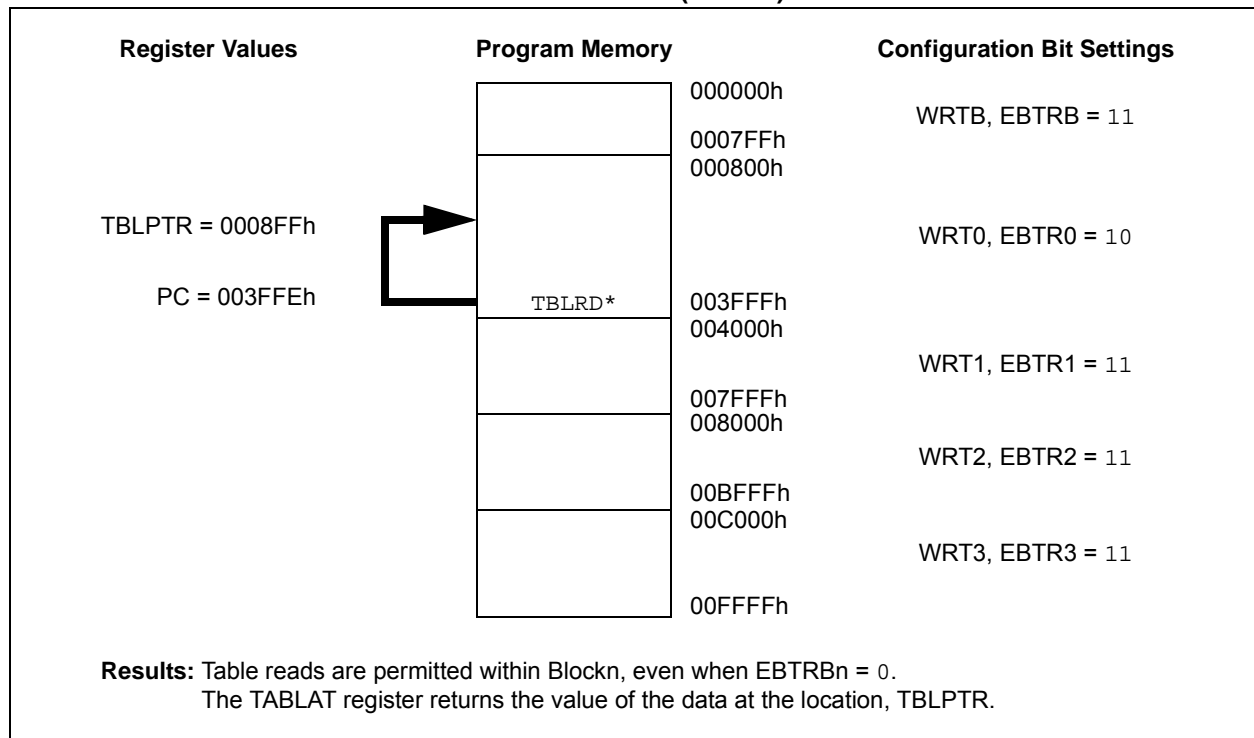 Register Values
Program Memory
Configuration Bit Settings
000000h
WRTB, EBTRB = 11
0007FFh
000800h
TBLPTR = 0008FFh
WRT0, EBTR0 = 10
PC = 003FFEh
TBLRD*
003FFFh
004000h
WRT1, EBTR1 = 11
007FFFh
008000h
WRT2, EBTR2 = 11
00BFFFh
00C000h
WRT3, EBTR3 = 11
00FFFFh
Results: Table reads are permitted within Blockn, even when EBTRBn = 0.
The TABLAT register returns the value of the data at the location, TBLPTR.